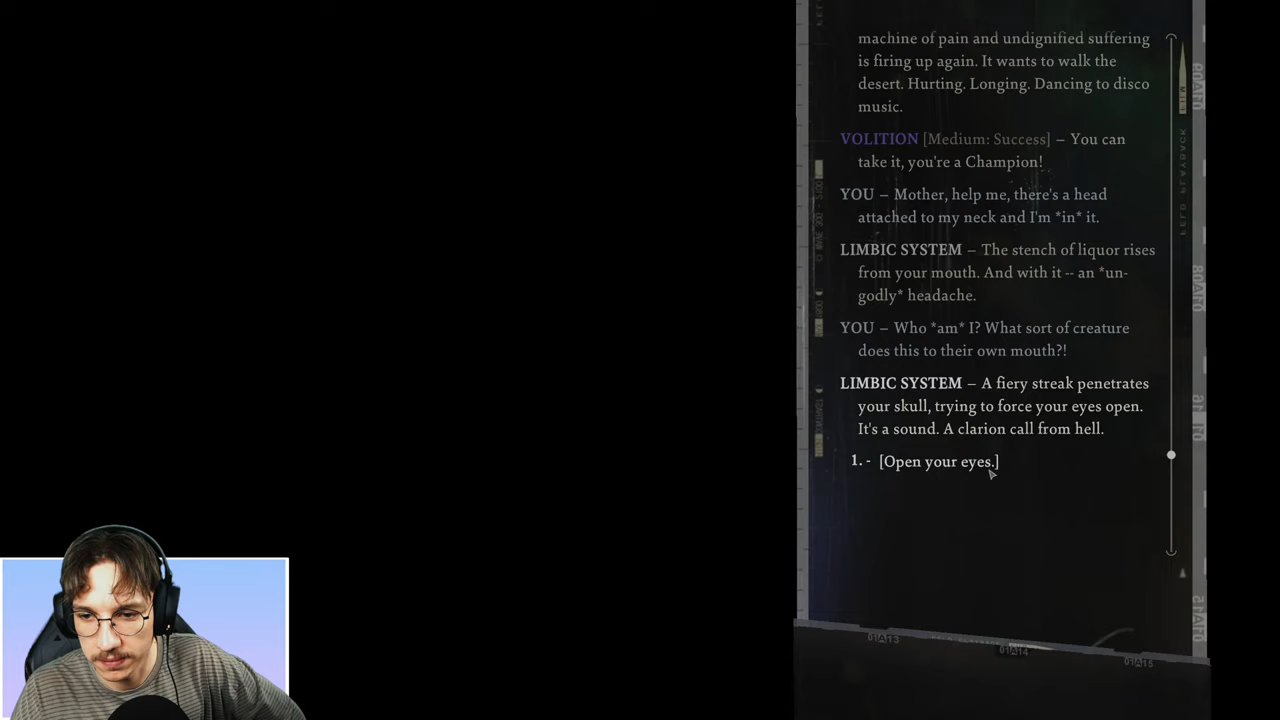 machine of pain and undignified suffering
is firing up again. It wants to walk the
desert. Hurting. Longing. Dancing to disco
music.
VOLITION [Medium: Success] – You can
take it, you're a Champion!
YOU – Mother, help me, there's a head
attached to my neck and I'm *in* it.
LIMBIC SYSTEM – The stench of liquor rises
from your mouth. And with it -- an *un-
godly* headache.
YOU – Who *am* I? What sort of creature
does this to their own mouth?!
LIMBIC SYSTEM – A fiery streak penetrates
your skull, trying to force your eyes open.
It's a sound. A clarion call from hell.
1. - [Open your eyes.]